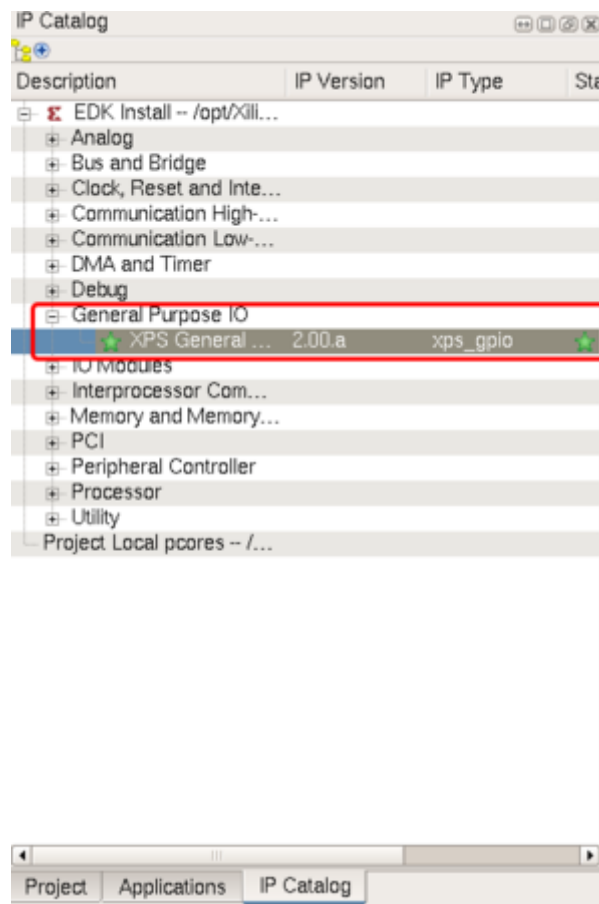 IP Catalog
Description IP Version IP Type Sta
EDK Install -- /opt/Xili...
Analog
Bus and Bridge
Clock, Reset and Inte...
Communication High-...
Communication Low-...
DMA and Timer
Debug
General Purpose IO
XPS General ... 2.00.a xps_gpio
IO Modules
Interprocessor Com...
Memory and Memory...
PCI
Peripheral Controller
Processor
Utility
Project Local pcores -- /...
Project Applications IP Catalog